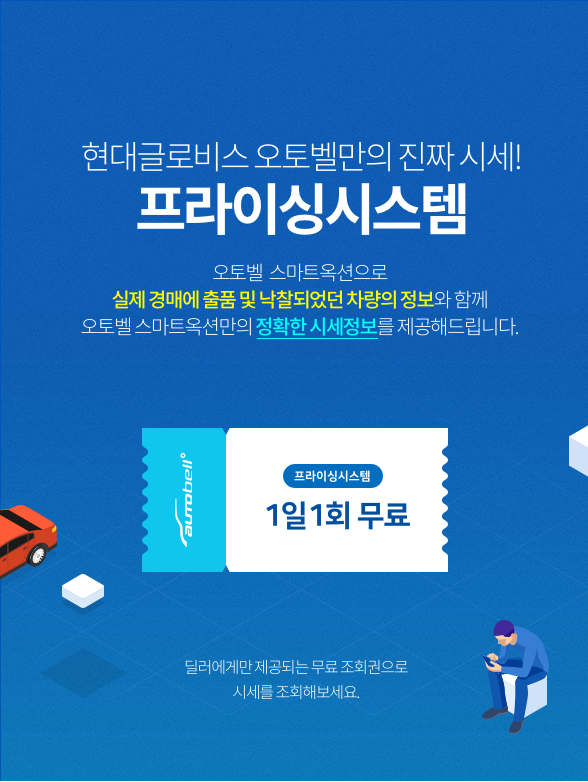 현대글로비스 오토벨만의 진짜 시세!
프라이싱시스템
오토벨 스마트옥션으로
실제 경매에 출품 및 낙찰되었던 차량의 정보와 함께
오토벨 스마트옥션만의 정확한 시세정보를 제공해드립니다.
autobell
프라이싱시스템
1일1회 무료
딜러에게만 제공되는 무료 조회권으로
시세를 조회해보세요.